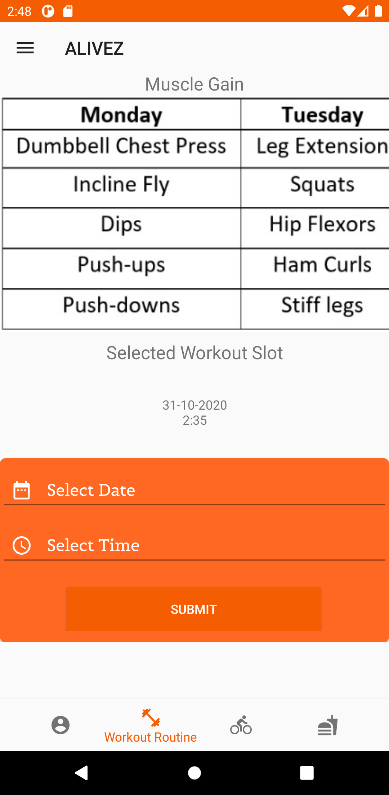 2:48
ALIVEZ
Muscle Gain
Monday Tuesday
Dumbbell Chest Press Leg Extension
Incline Fly Squats
Dips Hip Flexors
Push-ups Ham Curls
Push-downs Stiff legs
Selected Workout Slot
31-10-2020
2:35
Select Date
Select Time
SUBMIT
Workout Routine